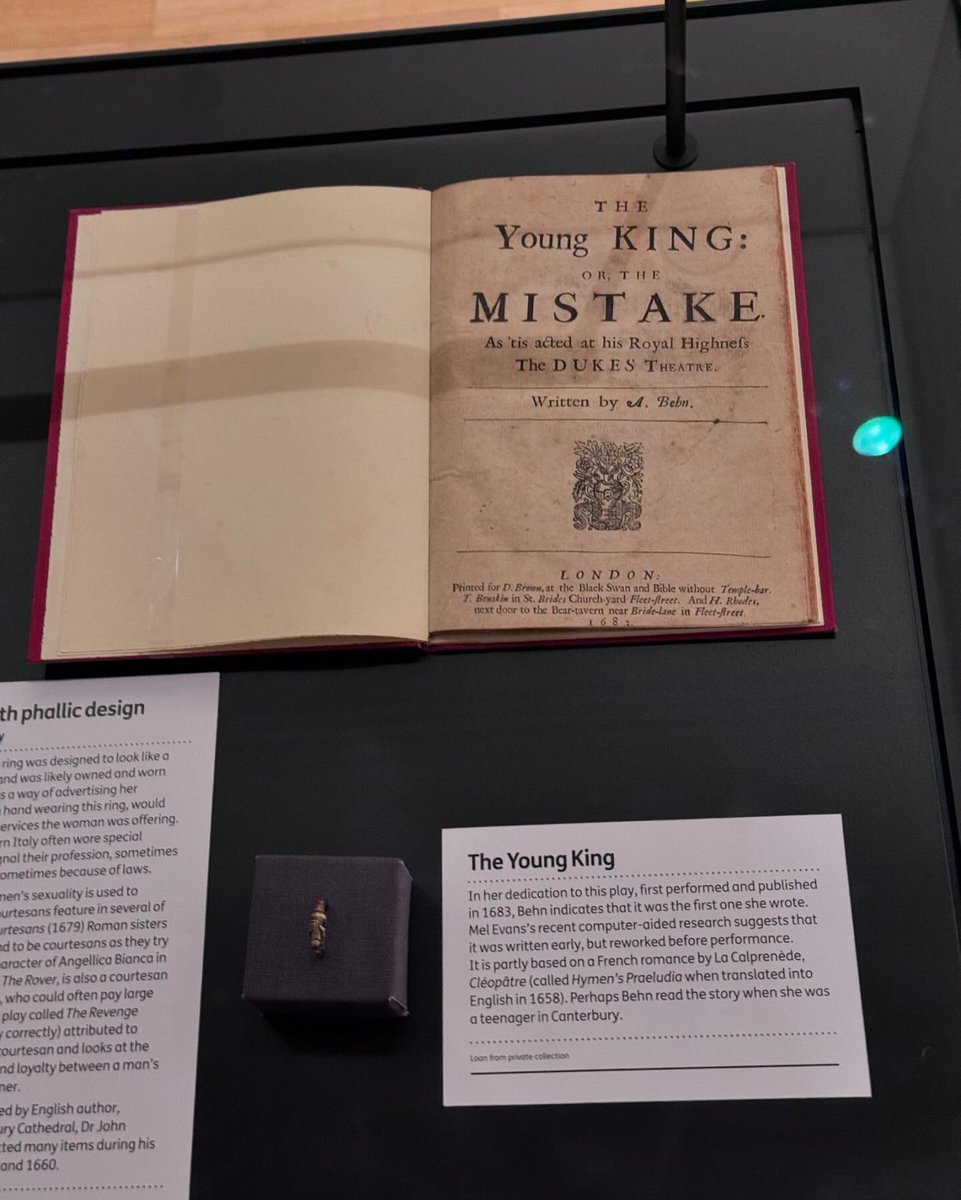 THE
Young KING:
OR, THE
MISTAKE.
As 'tis acted at his Royal Highneſs
The DUKES THEATRE.
Written by A. Behn.
LONDON:
Printed for D. Brown, at the Black Swan and Bible without Temple-bar.
T. Benskin in St. Brides Church-yard Fleet-ſtreet. And H. Rhodes,
next door to the Bear-tavern near Bride-lane in Fleet-ſtreet.
168
th phallic design
y
ring was designed to look like a
and was likely owned and worn
s a way of advertising her
hand wearing this ring, would
ervices the woman was offering.
rn Italy often wore special
gnal their profession, sometimes
ometimes because of laws.
men's sexuality is used to
ourtesans feature in several of
urtesans (1679) Roman sisters
nd to be courtesans as they try
aracter of Angellica Bianca in
The Rover, is also a courtesan
, who could often pay large
play called The Revenge
y correctly) attributed to
courtesan and looks at the
nd loyalty between a man's
ner.
ed by English author,
ury Cathedral, Dr John
cted many items during his
and 1660.
The Young King
In her dedication to this play, first performed and published
in 1683, Behn indicates that it was the first one she wrote.
Mel Evans's recent computer-aided research suggests that
it was written early, but reworked before performance.
It is partly based on a French romance by La Calprenède,
Cléopâtre (called Hymen's Praeludia when translated into
English in 1658). Perhaps Behn read the story when she was
a teenager in Canterbury.
Loan from private collection